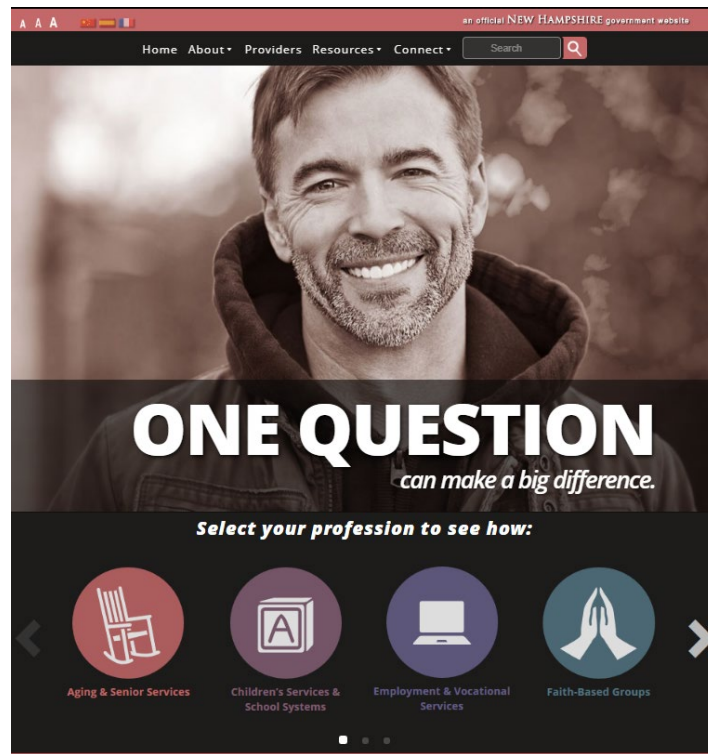 A A A
an official NEW HAMPSHIRE government website
Home About Providers Resources Connect Search
ONE QUESTION
can make a big difference.
Select your profession to see how:
A
Aging & Senior Services
Children's Services &
School Systems
Employment & Vocational
Services
Faith-Based Groups